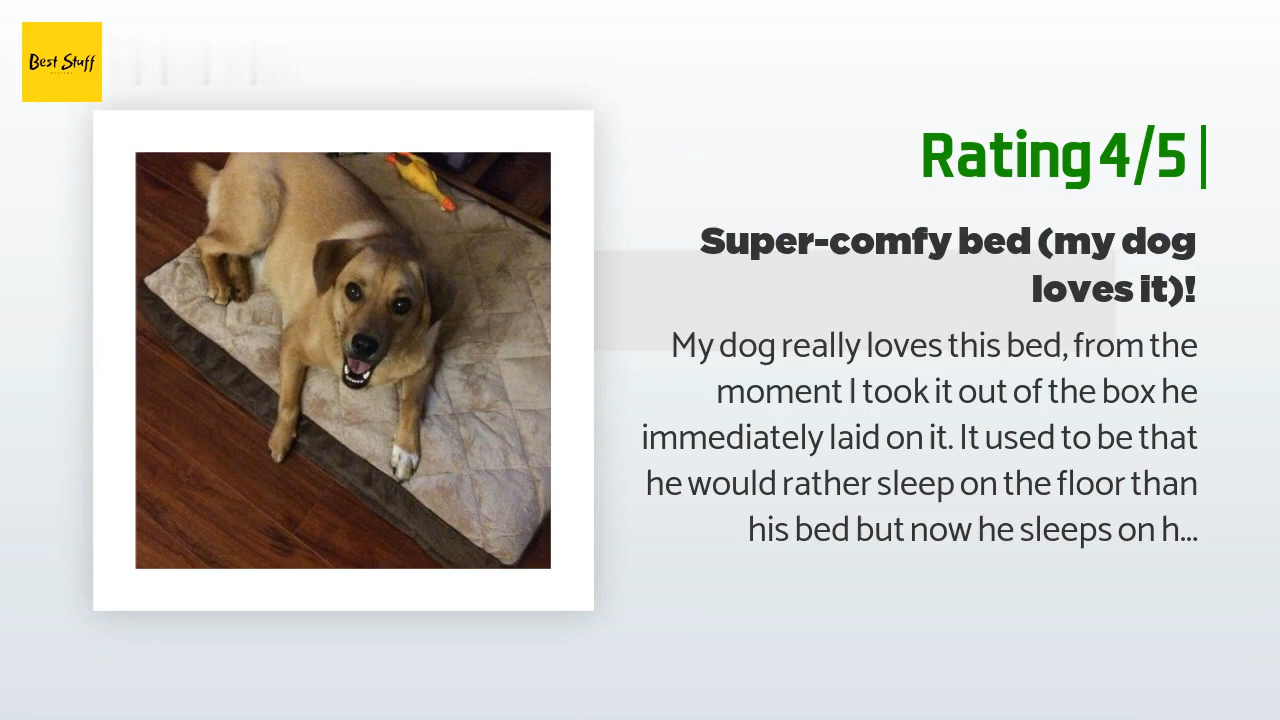 Best Stuff
Rating 4/5
Super-comfy bed (my dog
loves it)!
My dog really loves this bed, from the
moment I took it out of the box he
immediately laid on it. It used to be that
he would rather sleep on the floor than
his bed but now he sleeps on h...